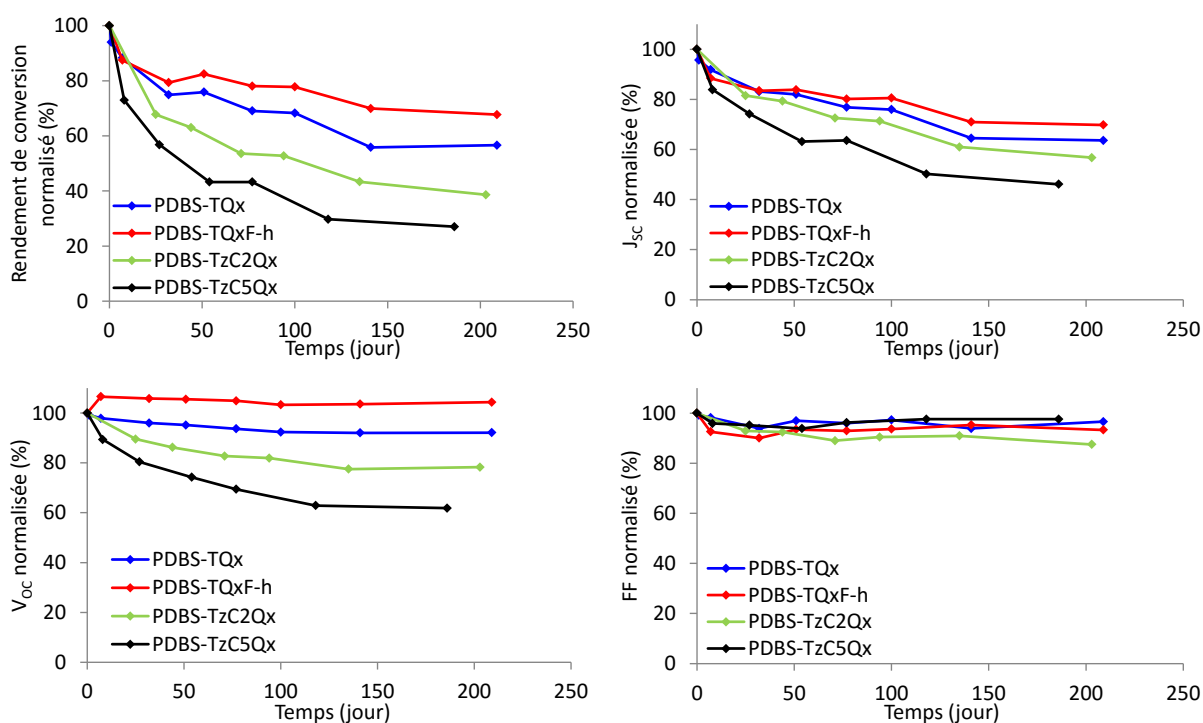 Rendement de conversion
normalisé (%)
100
80
60
40
20
0
PDBS-TQx
PDBS-TQxF-h
PDBS-TzC2Qx
PDBS-TzC5Qx
0 50 100 150 200 250
Temps (jour)
JSC normalisée (%)
100
80
60
40
20
0
PDBS-TQx
PDBS-TQxF-h
PDBS-TzC2Qx
PDBS-TzC5Qx
0 50 100 150 200 250
Temps (jour)
VOC normalisée (%)
100
80
60
40
20
0
PDBS-TQx
PDBS-TQxF-h
PDBS-TzC2Qx
PDBS-TzC5Qx
0 50 100 150 200 250
Temps (jour)
FF normalisé (%)
100
80
60
40
20
0
PDBS-TQx
PDBS-TQxF-h
PDBS-TzC2Qx
PDBS-TzC5Qx
0 50 100 150 200 250
Temps (jour)